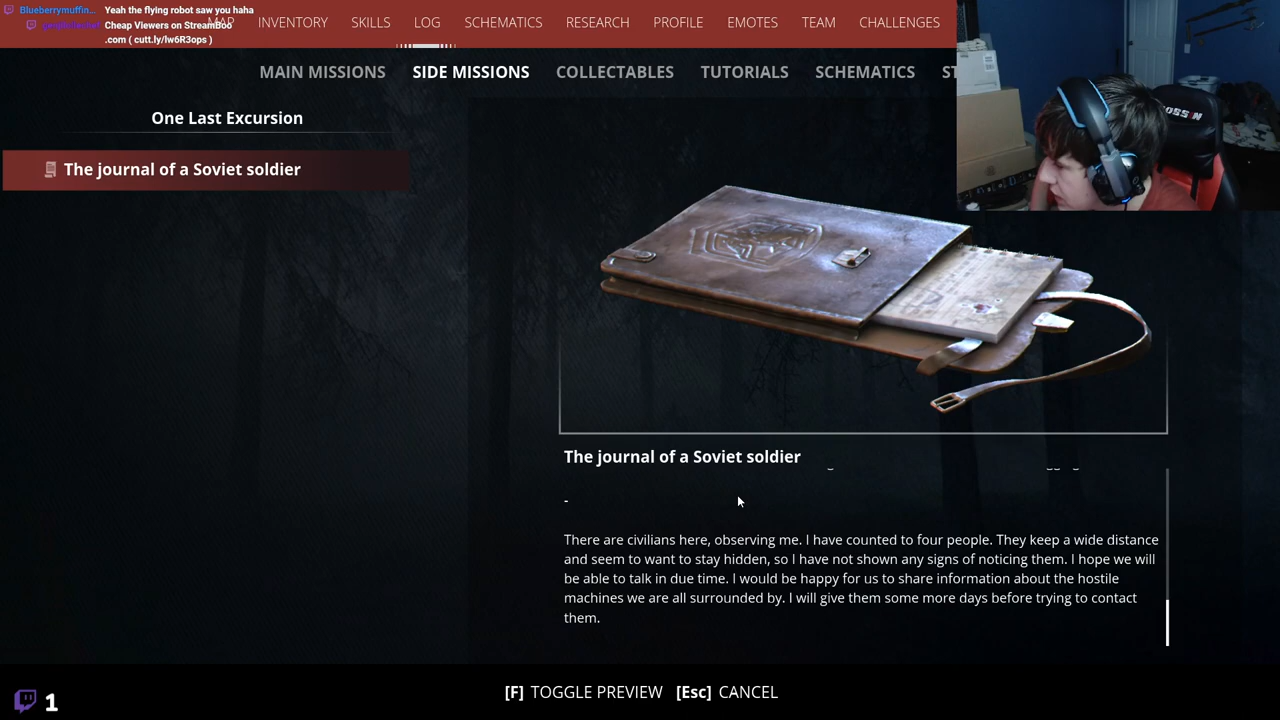 Blueberrymuffin... Yeah the flying robot saw you haha
Cheap Viewers on StreamBoo
.com ( cutt.ly/lw6R3ops )
MAP INVENTORY SKILLS LOG SCHEMATICS RESEARCH PROFILE EMOTES TEAM CHALLENGES
MAIN MISSIONS SIDE MISSIONS COLLECTABLES TUTORIALS SCHEMATICS ST
One Last Excursion
The journal of a Soviet soldier
The journal of a Soviet soldier
-
There are civilians here, observing me. I have counted to four people. They keep a wide distance
and seem to want to stay hidden, so I have not shown any signs of noticing them. I hope we will
be able to talk in due time. I would be happy for us to share information about the hostile
machines we are all surrounded by. I will give them some more days before trying to contact
them.
[F] TOGGLE PREVIEW [Esc] CANCEL
1